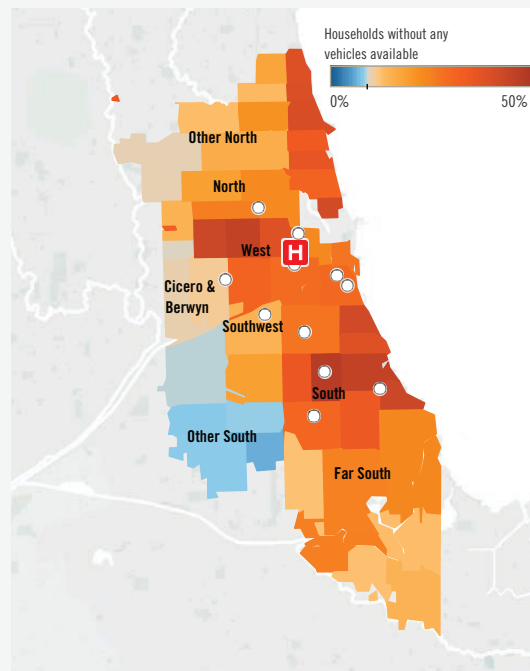 Households without any
vehicles available
0%
50%
Other North
North
West
H
Cicero &
Berwyn
Southwest
South
Other South
Far South